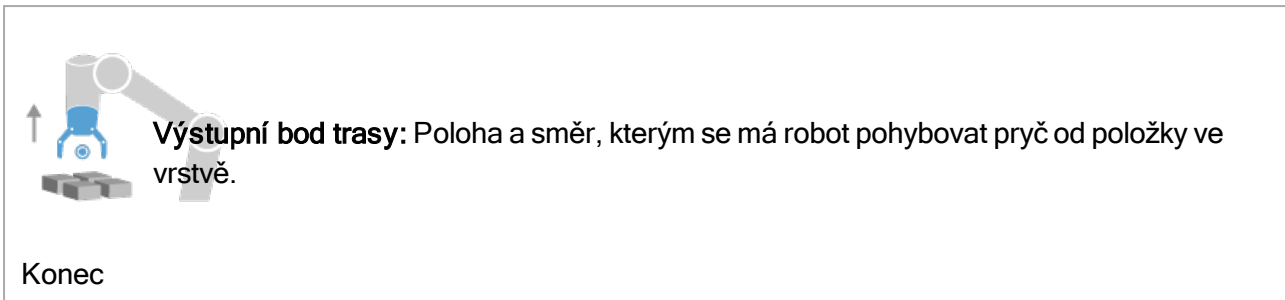 Výstupní bod trasy: Poloha a směr, kterým se má robot pohybovat pryč od položky ve
vrstvě.
Konec